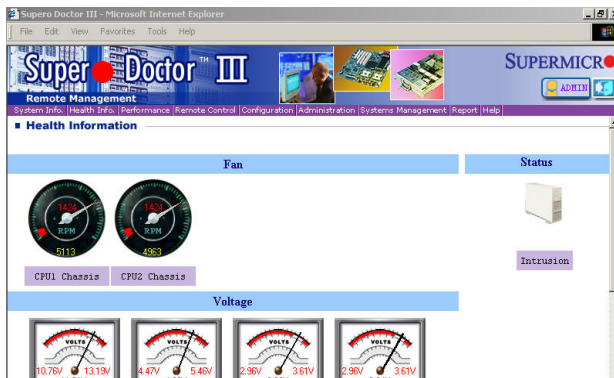 Supero Doctor III - Microsoft Internet Explorer
File Edit View Favorites Tools Help
Super Doctor TM III
SUPERMICR
Remote Management
ADMIN
System Info. |Health Info. |Performance |Remote Control |Configuration |Administration |Systems Management |Report |Help|
Health Information
Fan
Status
1424 1424
RPM RPM
5113 4963
CPU1 Chassis CPU2 Chassis
Intrusion
Voltage
VOLTS VOLTS VOLTS VOLTS
10.76V 13.19V 4.47V 5.46V 2.96V 3.61V 2.96V 3.61V